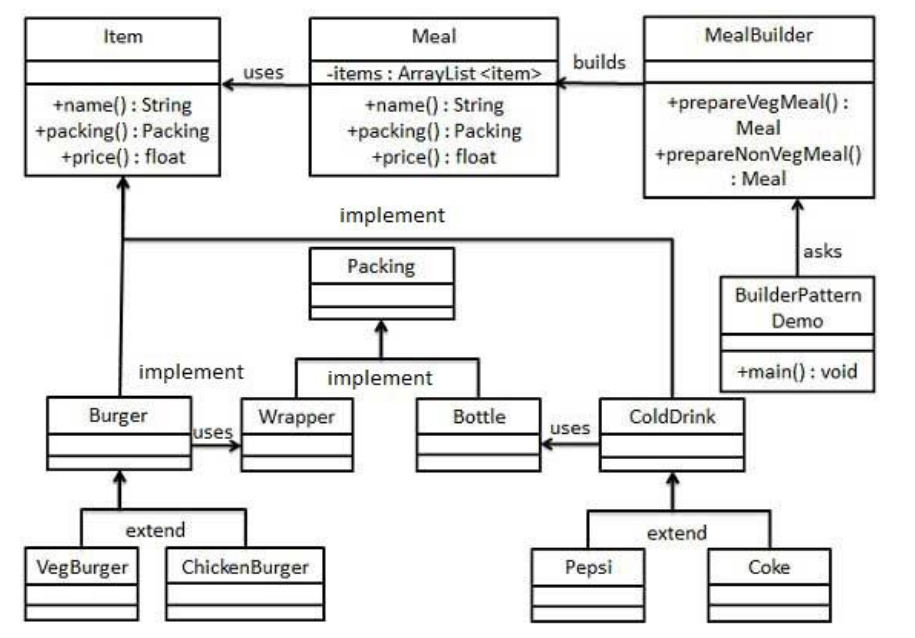 Item
+name() : String
+packing() : Packing
+price() : float
uses
Meal
-items : ArrayList <item>
+name() : String
+packing() : Packing
+price() : float
builds
MealBuilder
+prepareVegMeal() :
Meal
+prepareNonVegMeal()
: Meal
implement
asks
Packing
BuilderPattern
Demo
+main() : void
implement
implement
Burger
uses
Wrapper
Bottle
uses
ColdDrink
extend
extend
VegBurger
ChickenBurger
Pepsi
Coke